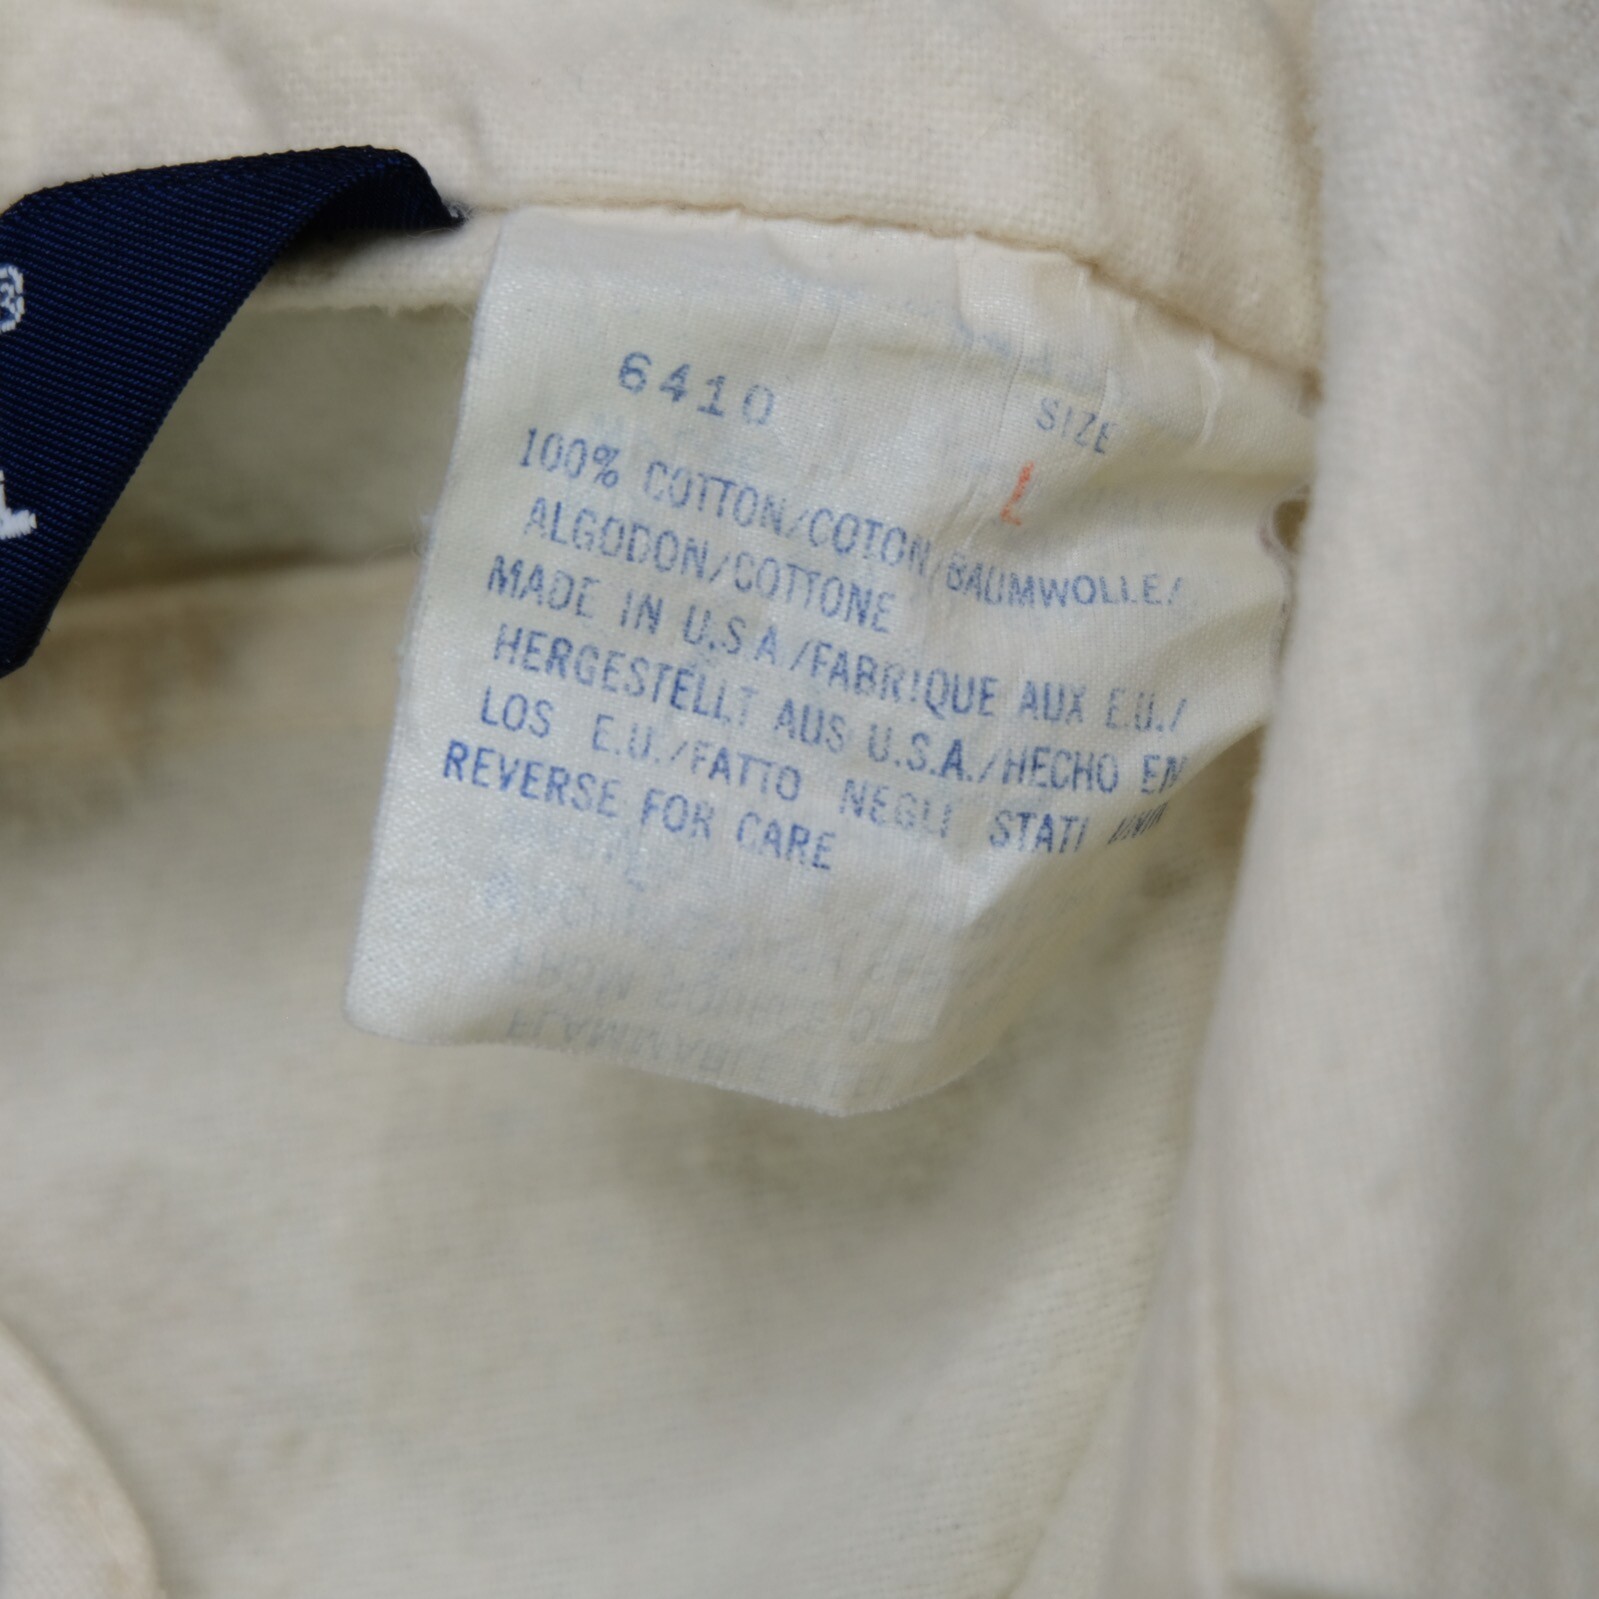 6410
SIZE
L
100% COTTON/COTON/BAUMWOLLE/
ALGODON/COTTONE
MADE IN U.S.A/FABRIQUE AUX E.U./
HERGESTELLT AUS U.S.A./HECHO EN
LOS E.U./FATTO NEGLI STATI UNITI
REVERSE FOR CARE